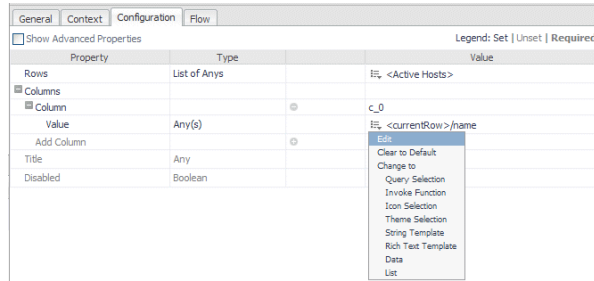 General Context Configuration Flow
Show Advanced Properties Legend: Set | Unset | Required
Property Type Value
Rows List of Anys <Active Hosts>
Columns
Column c_0
Value Any(s) <currentRow>/name
Add Column
Title Any
Disabled Boolean
Edit
Clear to Default
Change to
Query Selection
Invoke Function
Icon Selection
Theme Selection
String Template
Rich Text Template
Data
List